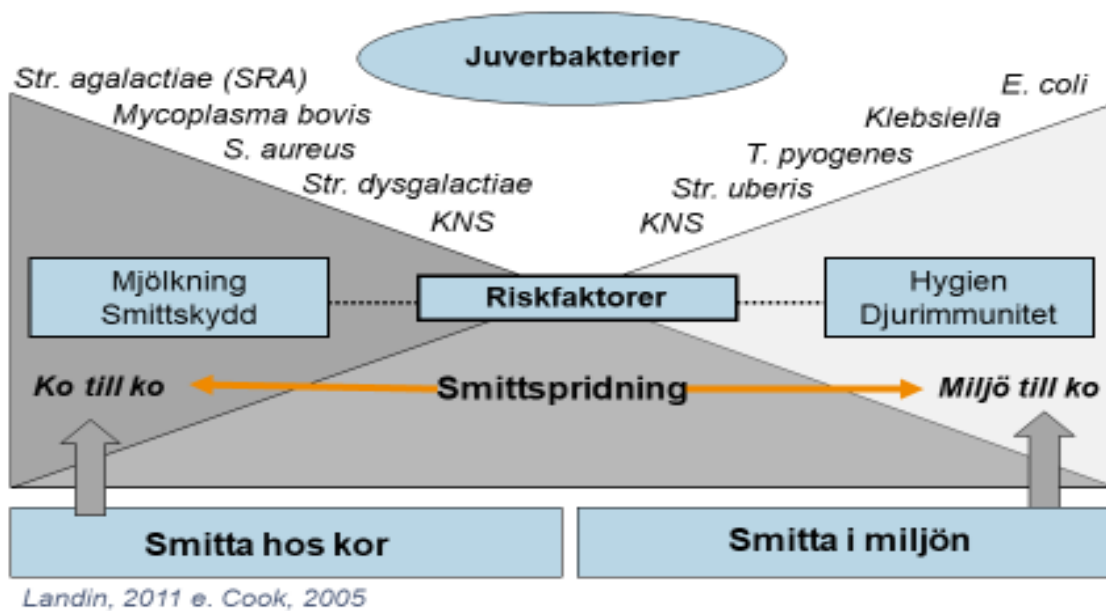 Juverbakterier
Str. agalactiae (SRA)
Mycoplasma bovis
S. aureus
Str. dysgalactiae
KNS
E. coli
Klebsiella
T. pyogenes
Str. uberis
KNS
Mjölkning
Smittskydd
Riskfaktorer
Hygien
Djurimmunitet
Ko till ko
Smittspridning
Miljö till ko
Smitta hos kor
Smitta i miljön
Landin, 2011 e. Cook, 2005